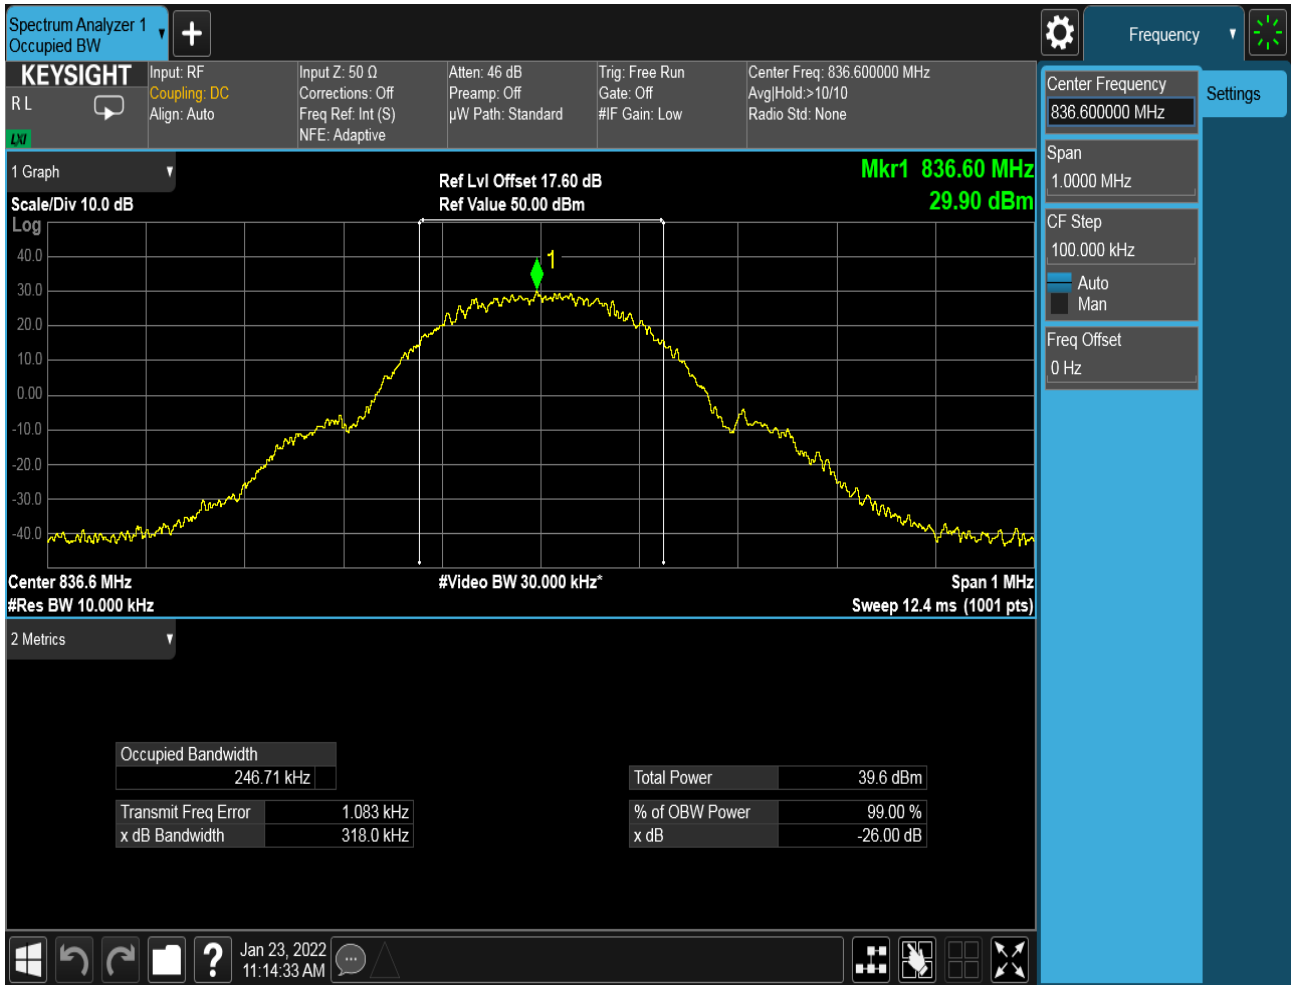 Spectrum Analyzer 1
Occupied BW
Frequency
KEYSIGHT
R L
LXI
Input: RF
Coupling: DC
Align: Auto
Input Z: 50 Ω
Corrections: Off
Freq Ref: Int (S)
NFE: Adaptive
Atten: 46 dB
Preamp: Off
µW Path: Standard
Trig: Free Run
Gate: Off
#IF Gain: Low
Center Freq: 836.600000 MHz
Avg|Hold:>10/10
Radio Std: None
Center Frequency
836.600000 MHz
Settings
Span
1.0000 MHz
CF Step
100.000 kHz
Auto
Man
Freq Offset
0 Hz
1 Graph
Scale/Div 10.0 dB
Ref Lvl Offset 17.60 dB
Ref Value 50.00 dBm
Mkr1 836.60 MHz
29.90 dBm
Log
40.0
30.0
20.0
10.0
0.00
-10.0
-20.0
-30.0
-40.0
1
Center 836.6 MHz
#Video BW 30.000 kHz*
Span 1 MHz
#Res BW 10.000 kHz
Sweep 12.4 ms (1001 pts)
2 Metrics
Occupied Bandwidth
246.71 kHz
Transmit Freq Error 1.083 kHz
x dB Bandwidth 318.0 kHz
Total Power 39.6 dBm
% of OBW Power 99.00 %
x dB -26.00 dB
?
Jan 23, 2022
11:14:33 AM